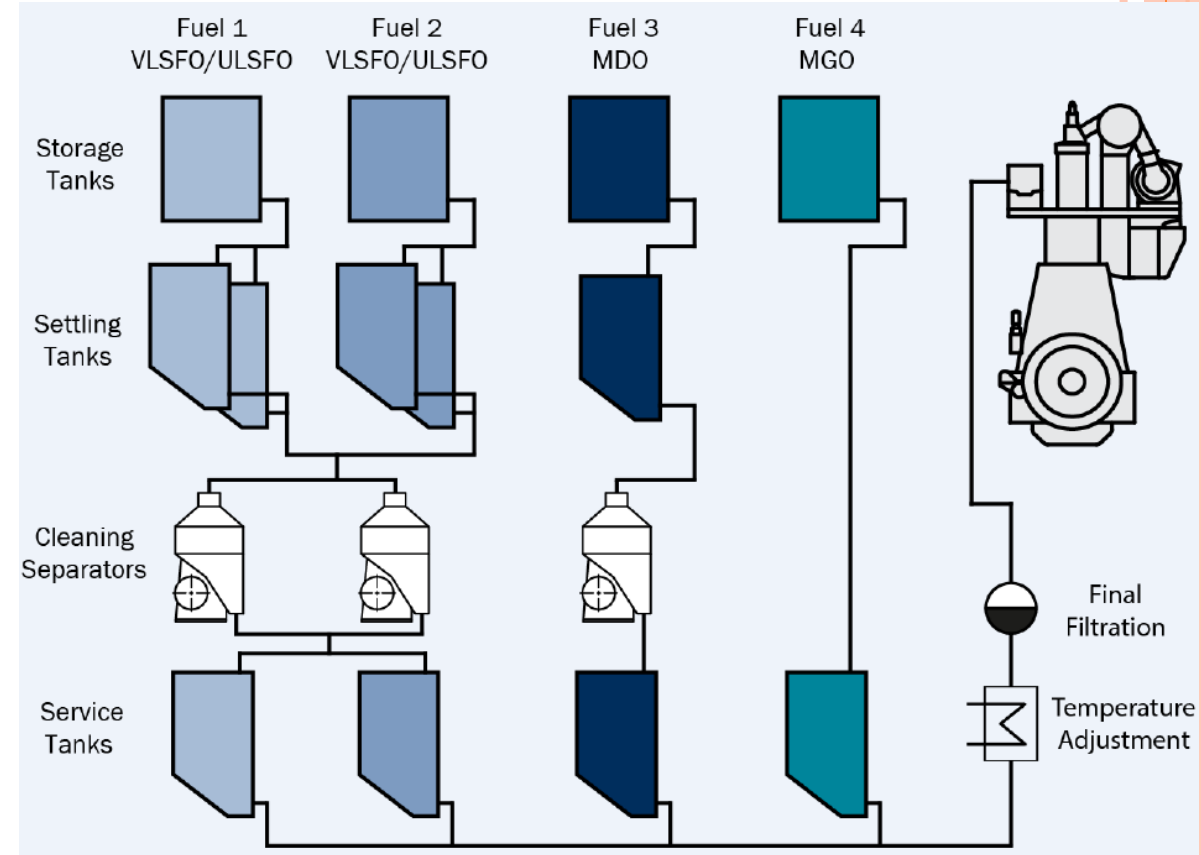 Fuel 1
VLSFO/ULSFO
Fuel 2
VLSFO/ULSFO
Fuel 3
MDO
Fuel 4
MGO
Storage
Tanks
Settling
Tanks
Cleaning
Separators
Final
Filtration
Service
Tanks
Temperature
Adjustment